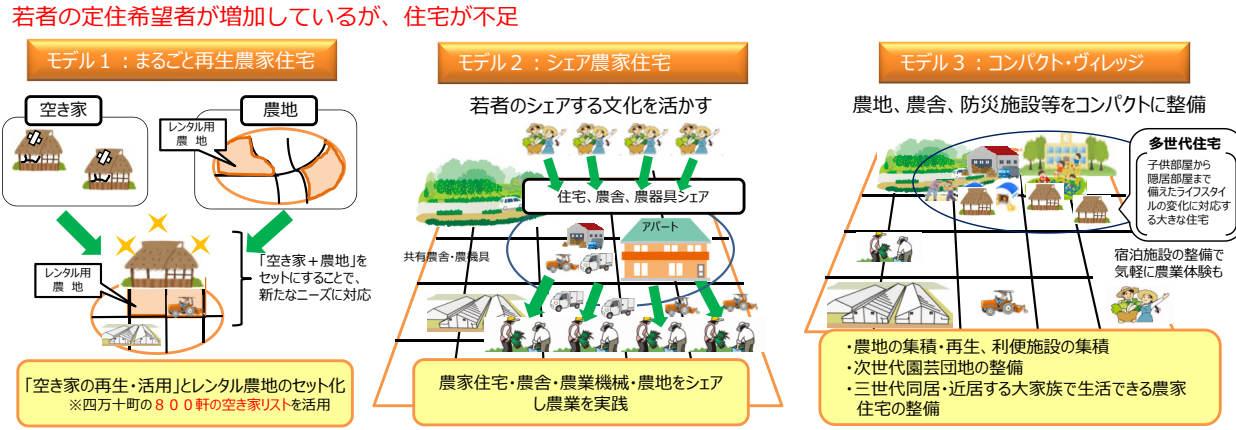 若者の定住希望者が増加しているが、住宅が不足
モデル１：まるごと再生農家住宅
空き家
農地
レンタル用
農　地
レンタル用
農　地
「空き家＋農地」を
セットにすることで、
新たなニーズに対応
「空き家の再生・活用」とレンタル農地のセット化
※四万十町の８００軒の空き家リストを活用
モデル２：シェア農家住宅
若者のシェアする文化を活かす
住宅、農舎、農器具シェア
アパート
共有農舎・農機具
農家住宅・農舎・農業機械・農地をシェア
し農業を実践
モデル３：コンパクト・ヴィレッジ
農地、農舎、防災施設等をコンパクトに整備
多世代住宅
子供部屋から
隠居部屋まで
備えたライフスタイ
ルの変化に対応す
る大きな住宅
宿泊施設の整備で
気軽に農業体験も
・農地の集積・再生、利便施設の集積
・次世代園芸団地の整備
・三世代同居・近居する大家族で生活できる農家
住宅の整備